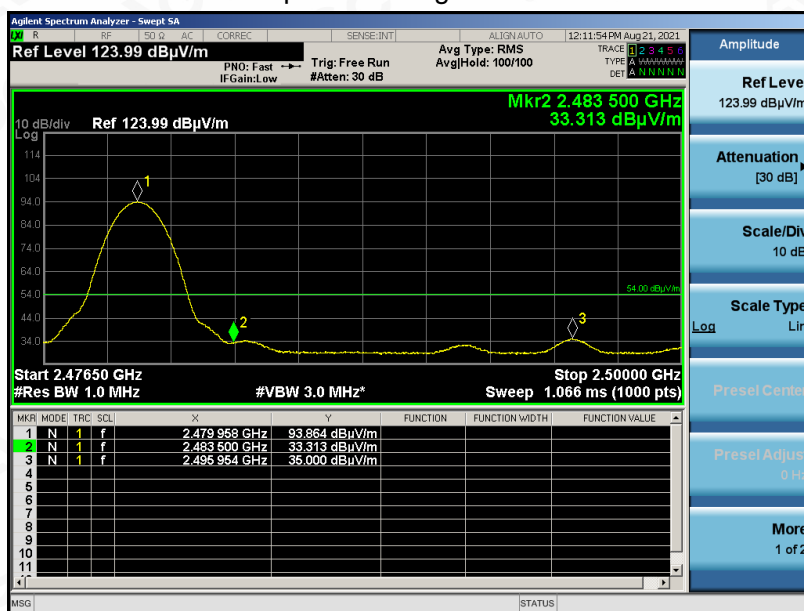 Agilent Spectrum Analyzer - Swept SA
LXI R RF 50 Ω AC CORREC SENSE:INT ALIGN AUTO 12:11:54 PM Aug 21, 2021
Ref Level 123.99 dBµV/m
PNO: Fast
IFGain:Low
Trig: Free Run
#Atten: 30 dB
Avg Type: RMS
Avg|Hold: 100/100
TRACE 1 2 3 4 5 6
TYPE A WWWWW
DET A N N N N N
Mkr2 2.483 500 GHz
33.313 dBµV/m
10 dB/div Ref 123.99 dBµV/m
Log
114
104
94.0
84.0
74.0
64.0
54.0
44.0
34.0
1
2
3
54.00 dBµV/m
Start 2.47650 GHz Stop 2.50000 GHz
#Res BW 1.0 MHz #VBW 3.0 MHz* Sweep 1.066 ms (1000 pts)
MKR MODE TRC SCL X Y FUNCTION FUNCTION WIDTH FUNCTION VALUE
1 N 1 f 2.479 958 GHz 93.864 dBµV/m
2 N 1 f 2.483 500 GHz 33.313 dBµV/m
3 N 1 f 2.495 954 GHz 35.000 dBµV/m
4
5
6
7
8
9
10
11
MSG STATUS
Amplitude
Ref Leve
123.99 dBµV/m
Attenuation
[30 dB]
Scale/Div
10 dB
Scale Type
Log Lin
Presel Center
Presel Adjus
0 Hz
More
1 of 2